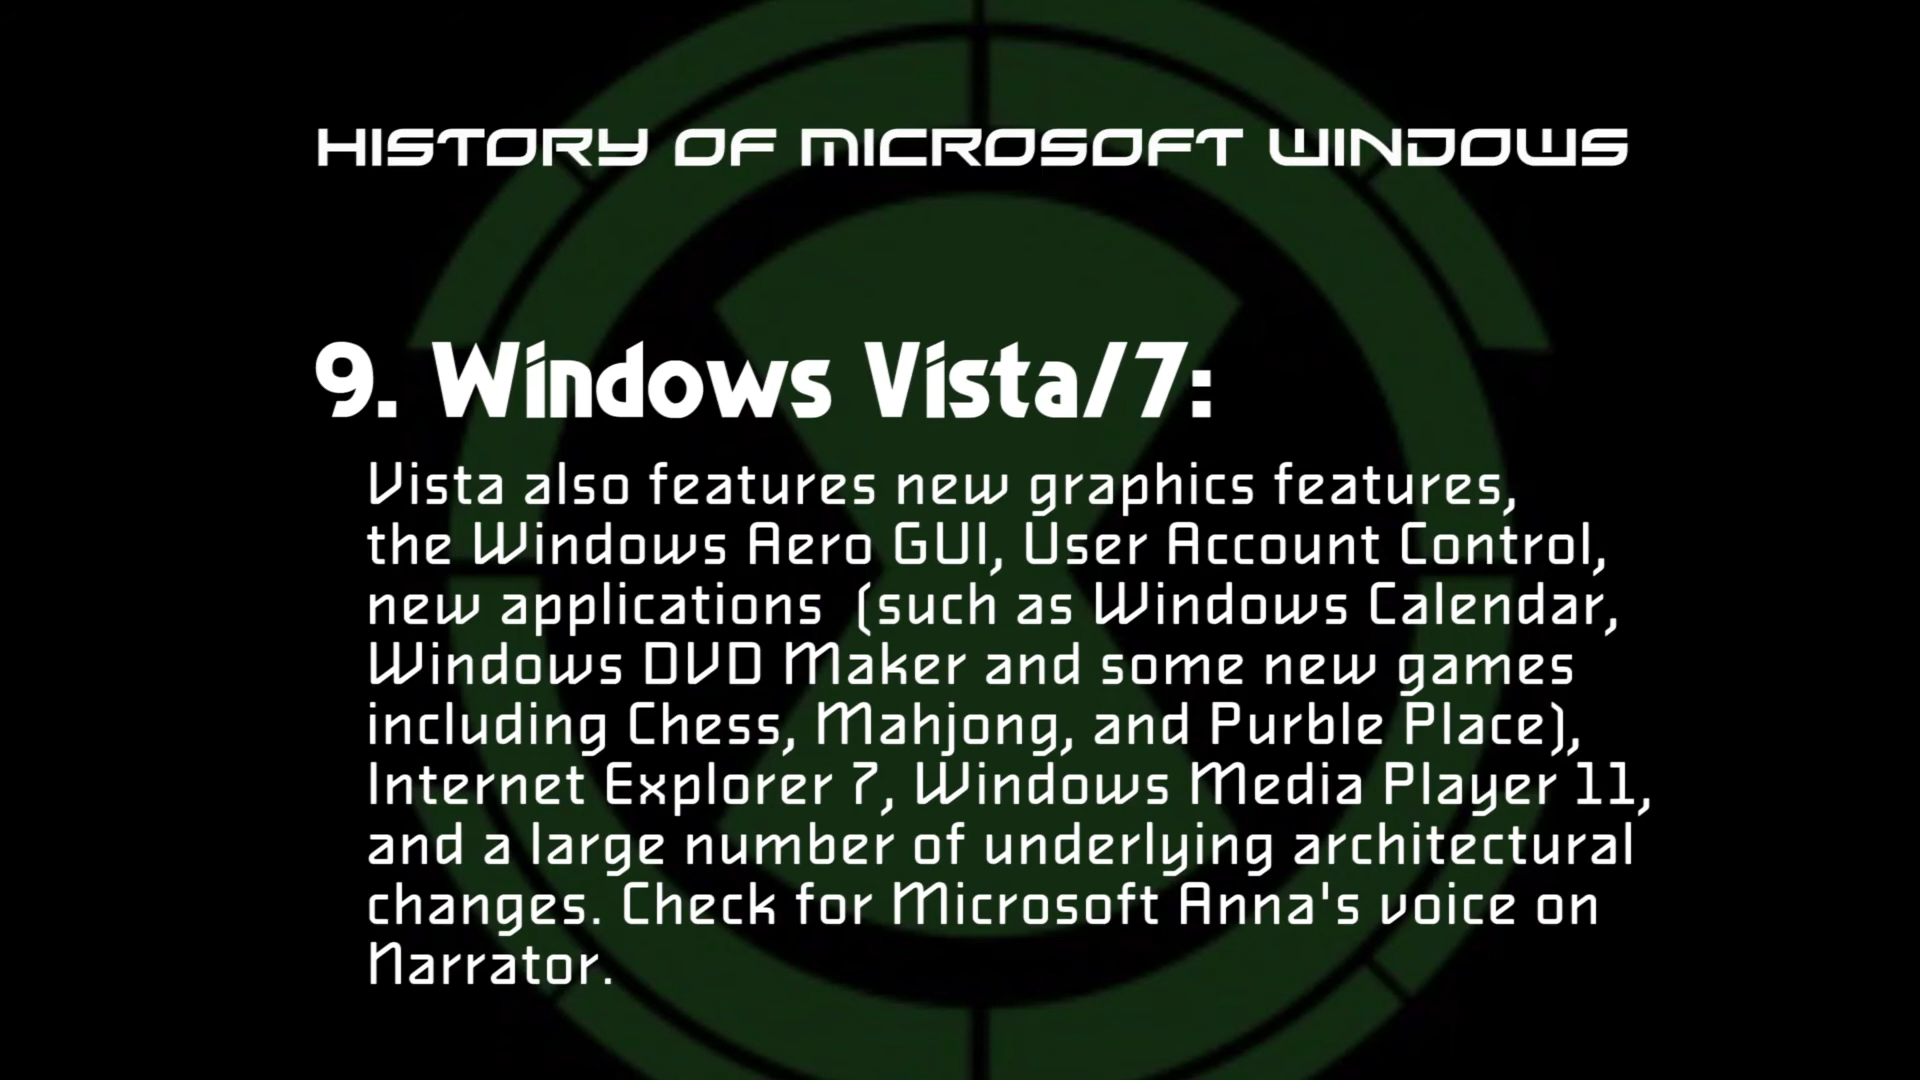 HISTORY OF MICROSOFT WINDOWS
9. Windows Vista/7:
Vista also features new graphics features,
the Windows Aero GUI, User Account Control,
new applications  (such as Windows Calendar,
Windows DVD Maker and some new games
including Chess, Mahjong, and Purble Place),
Internet Explorer 7, Windows Media Player 11,
and a large number of underlying architectural
changes. Check for Microsoft Anna's voice on
Narrator.